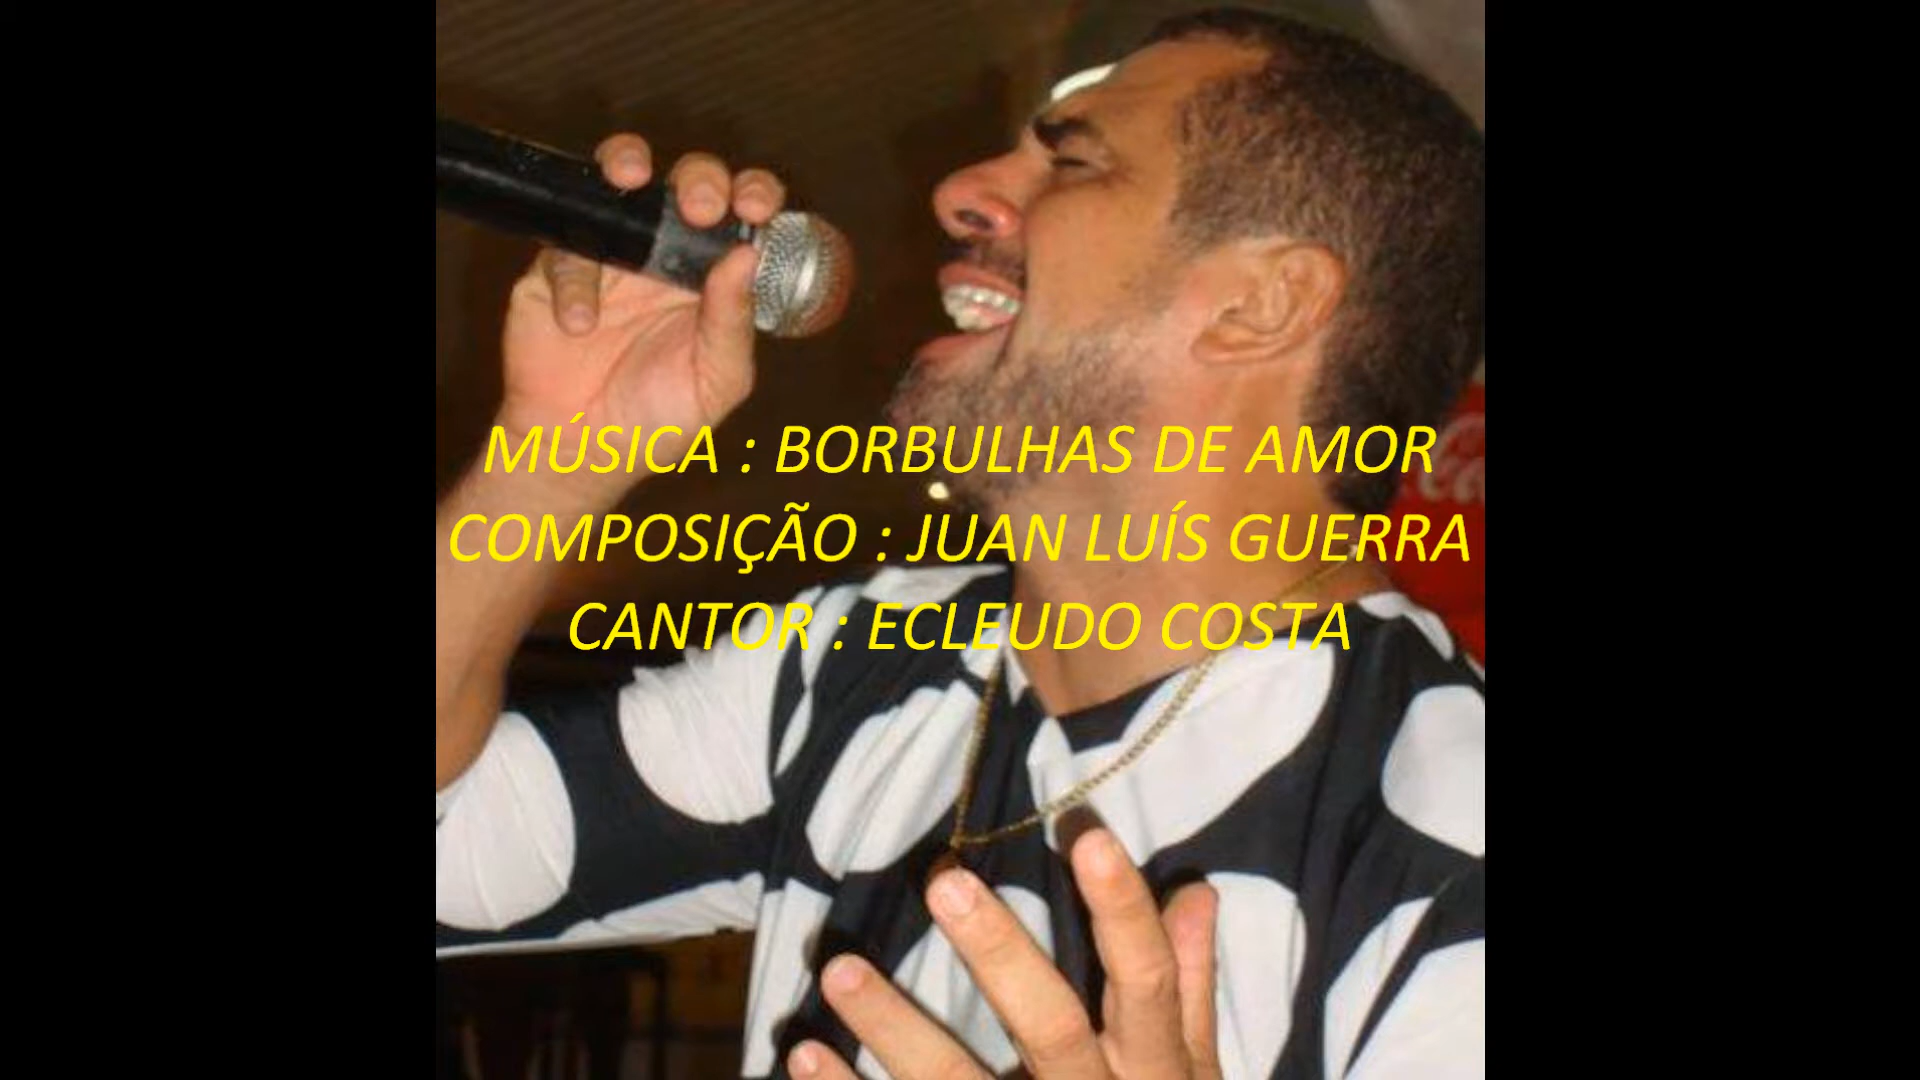 MÚSICA : BORBULHAS DE AMOR
COMPOSIÇÃO : JUAN LUÍS GUERRA
CANTOR : ECLEUDO COSTA